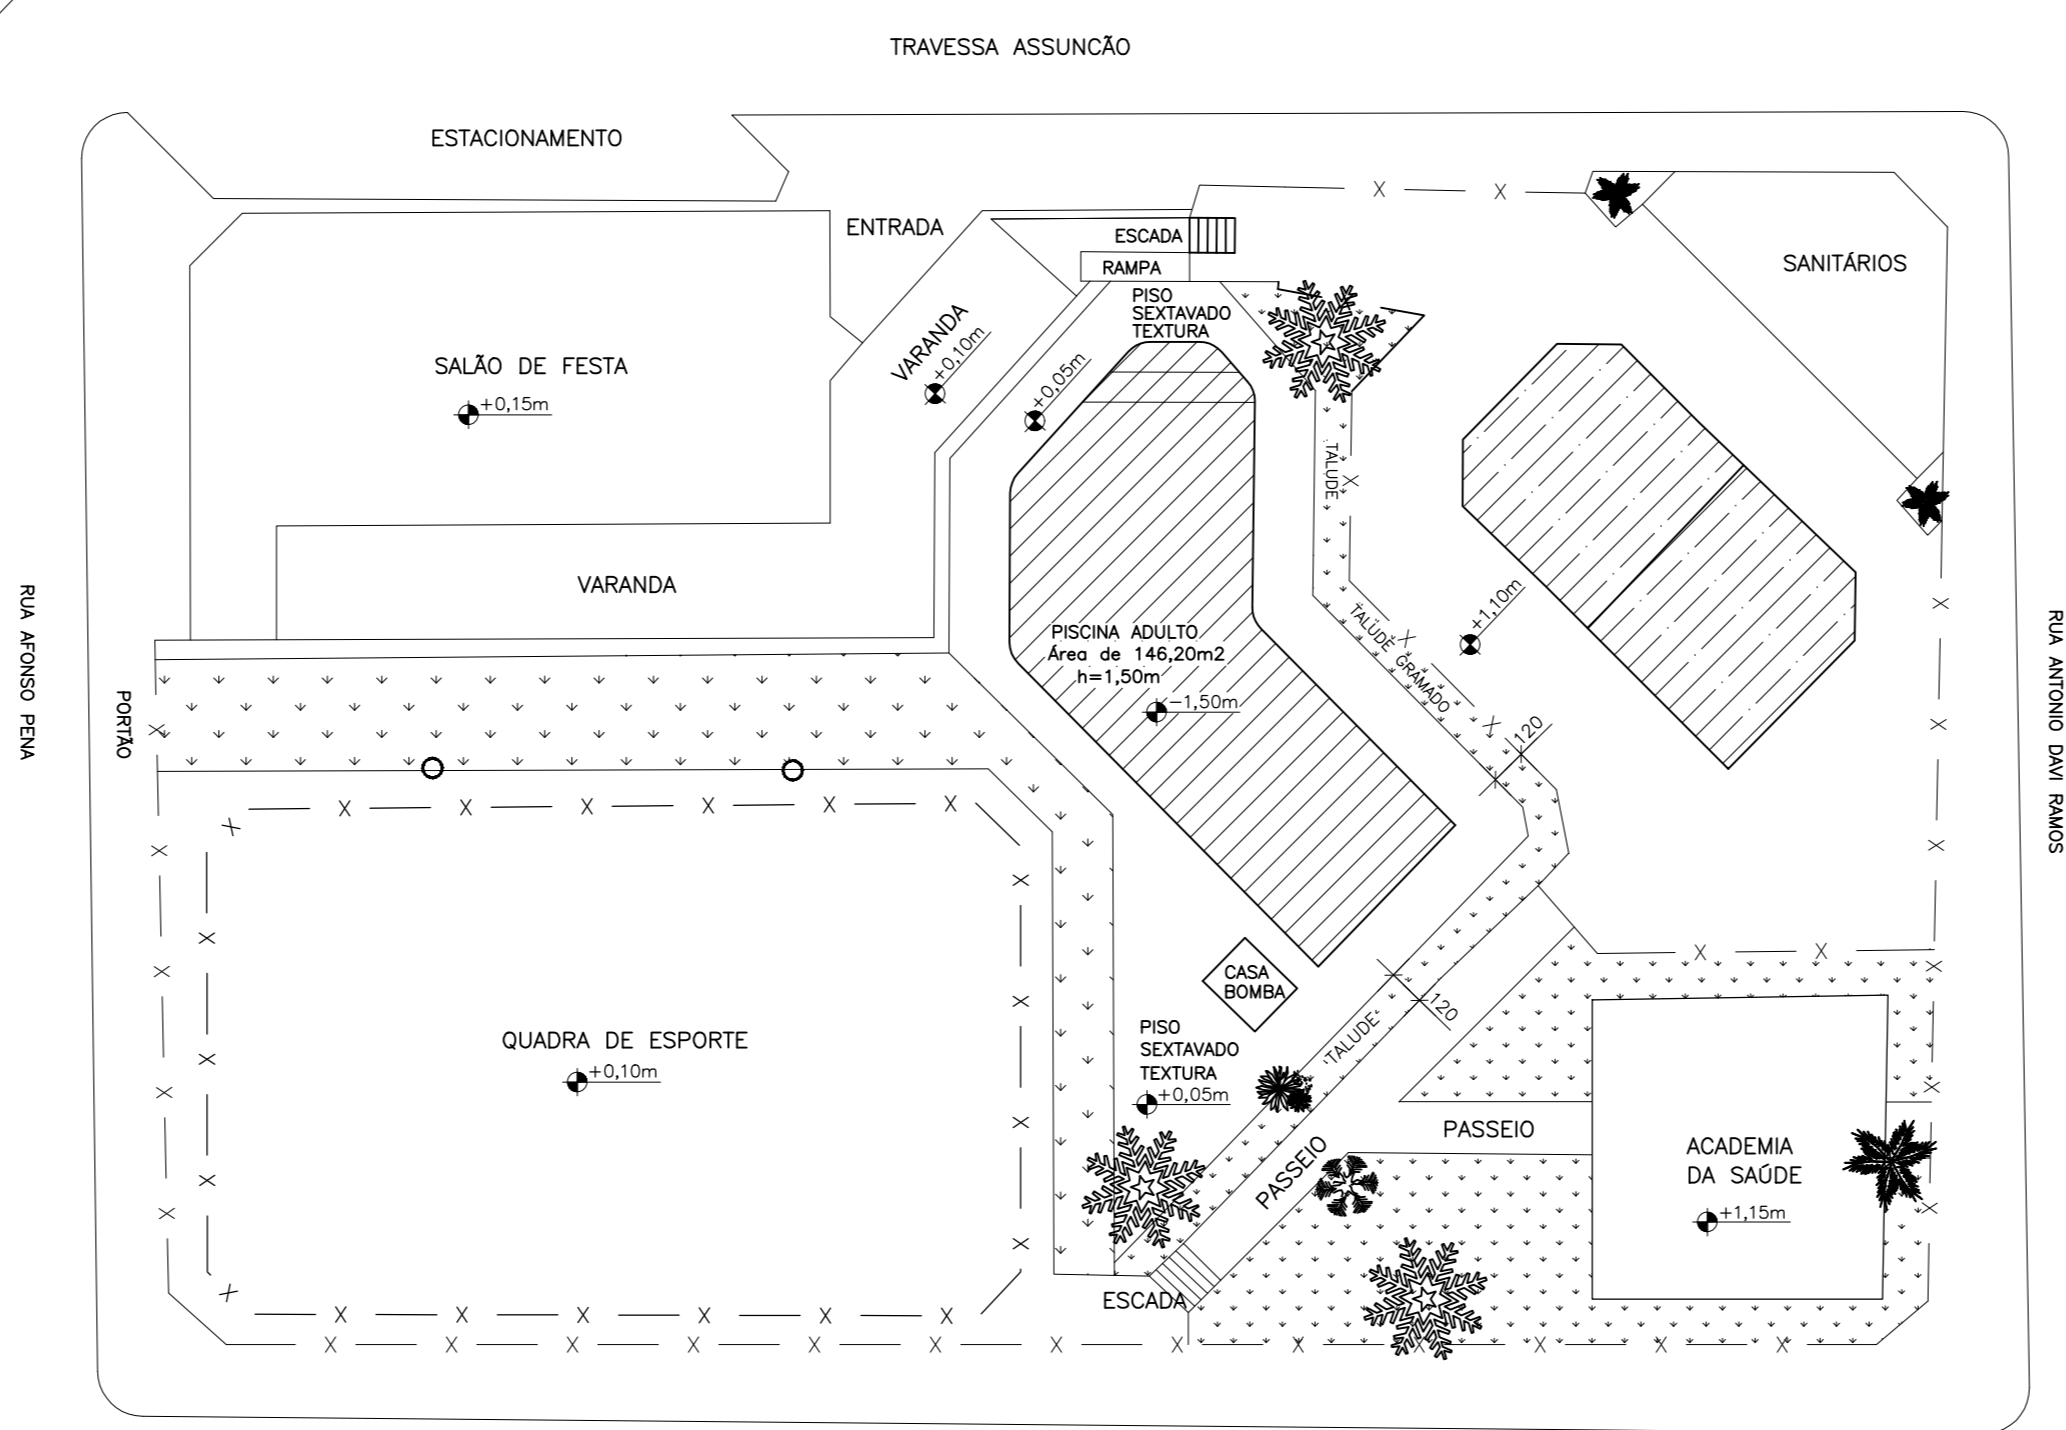 TRAVESSA ASSUNCÃO
ESTACIONAMENTO
ENTRADA
ESCADA
RAMPA
SANITÁRIOS
PISO
SEXTAVADO
TEXTURA
VARANDA
+0,10m
+0,05m
SALÃO DE FESTA
+0,15m
TALUDE
VARANDA
RUA AFONSO PENA
PORTÃO
PISCINA ADULTO
Área de 146,20m2
h=1,50m
-1,50m
TALUDE GRAMADO
+1,10m
120
RUA ANTONIO DAVI RAMOS
CASA
BOMBA
120
TALUDE
PISO
SEXTAVADO
TEXTURA
+0,05m
QUADRA DE ESPORTE
+0,10m
PASSEIO
PASSEIO
ACADEMIA
DA SAÚDE
+1,15m
ESCADA